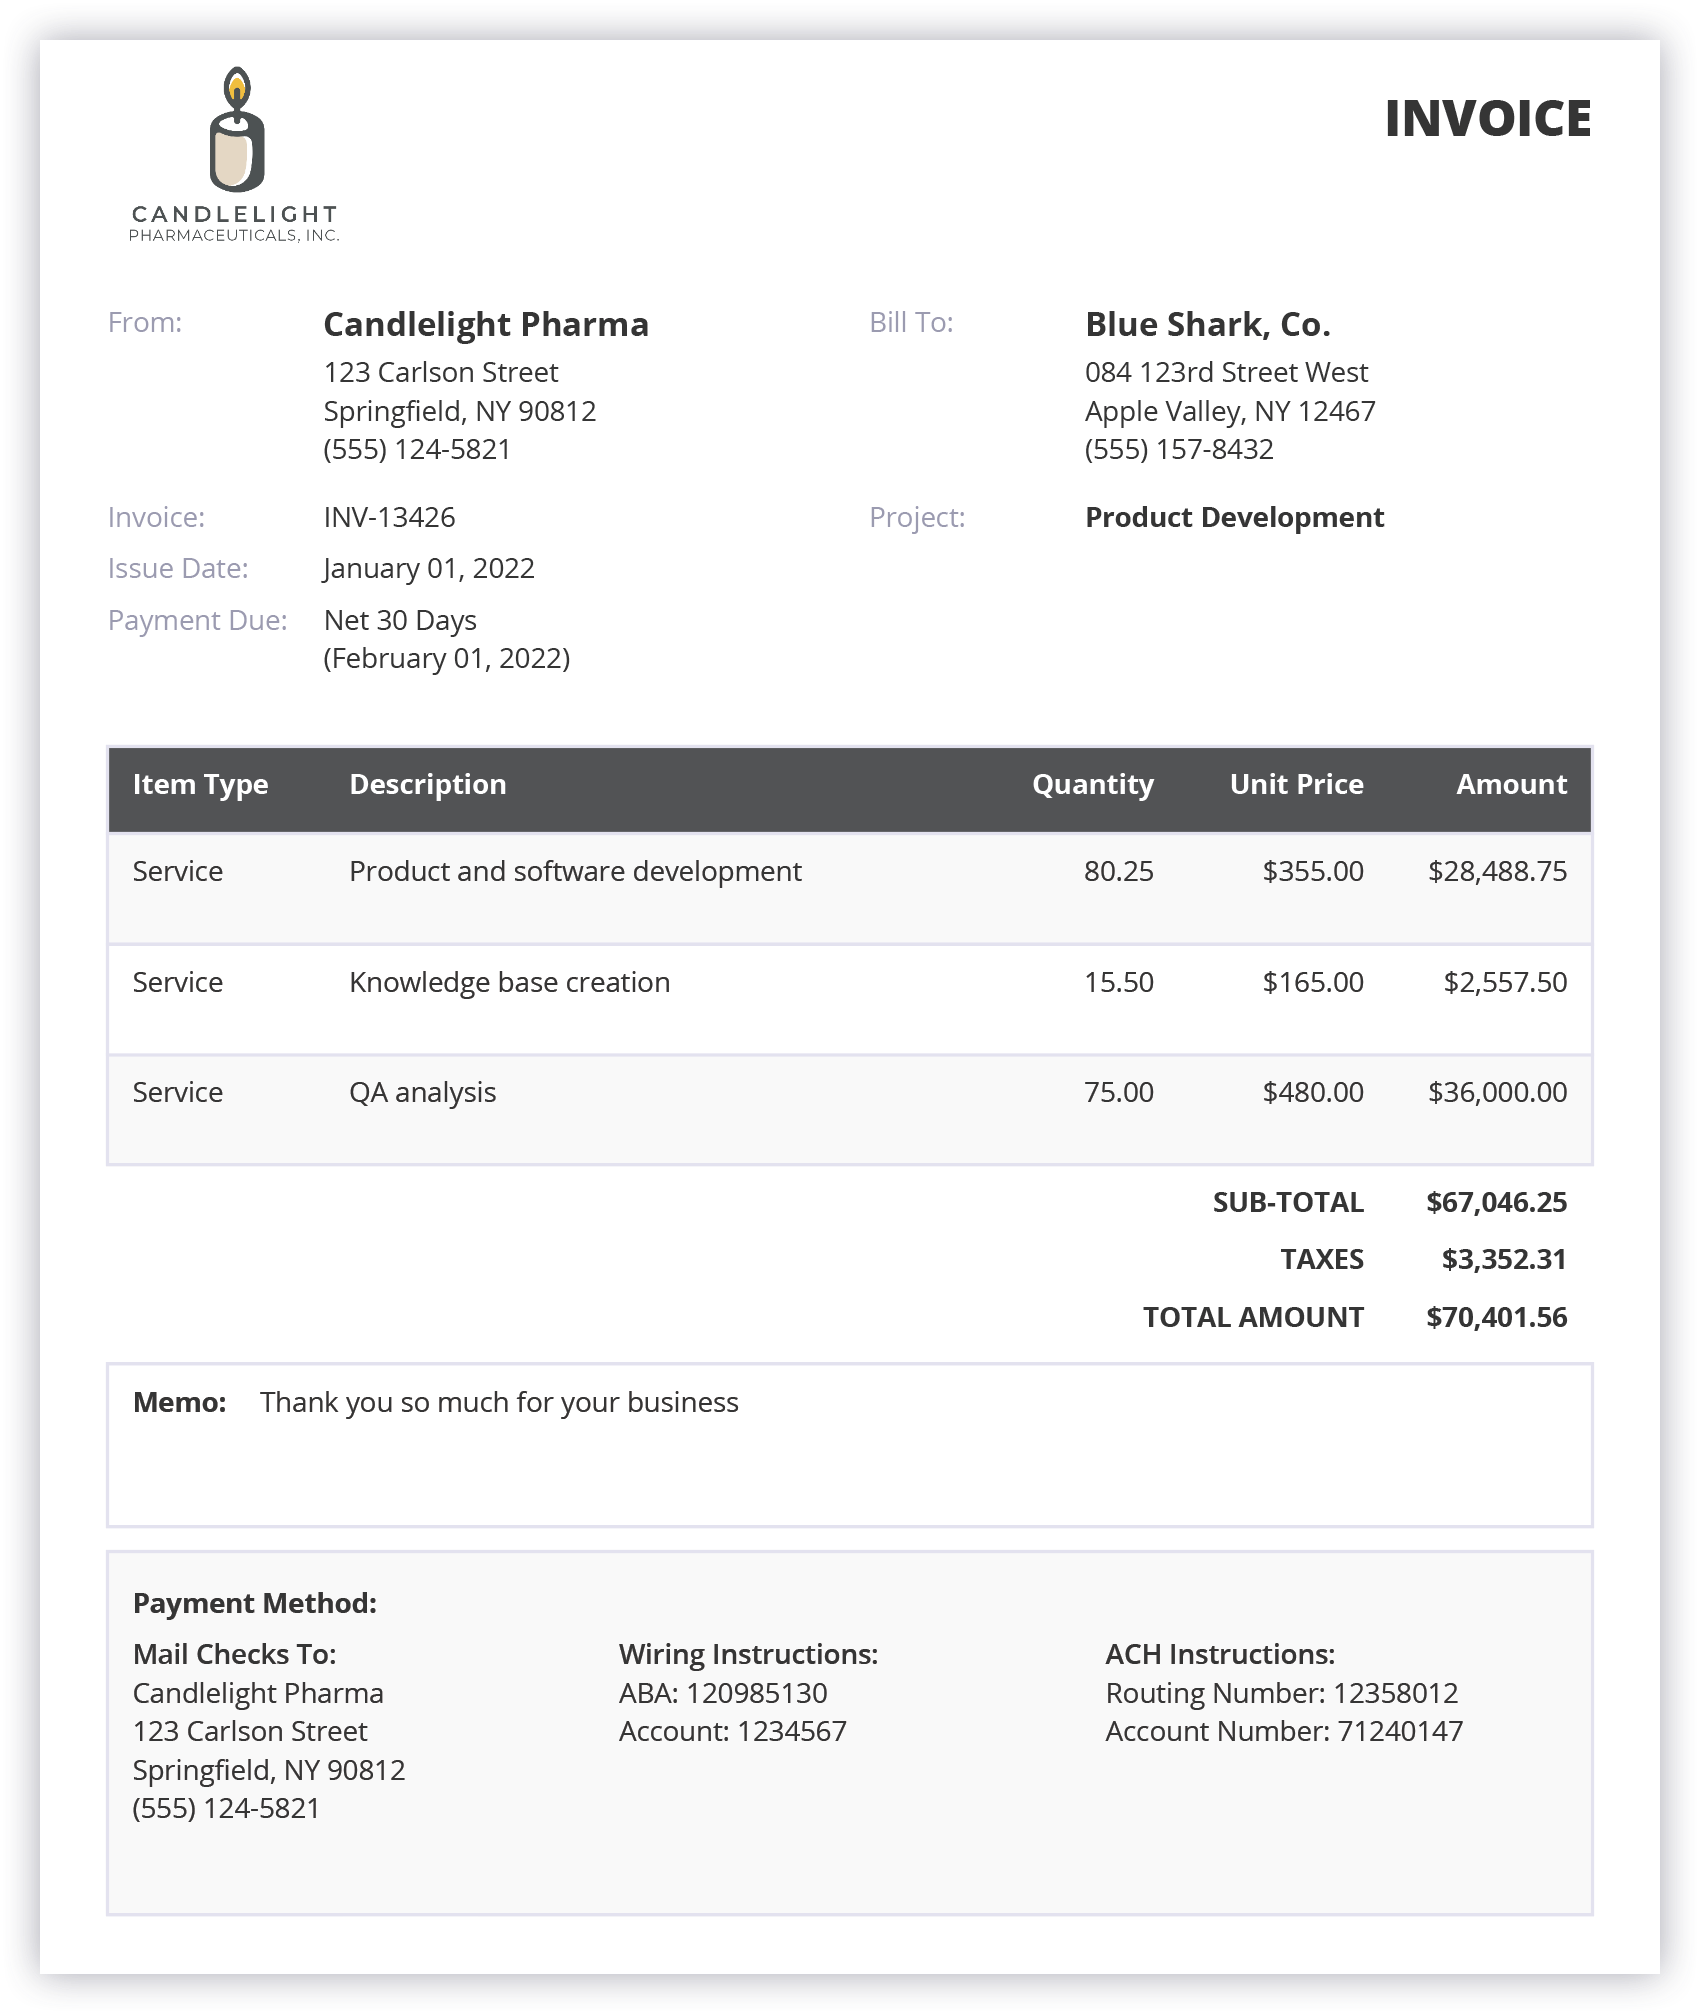 CANDLELIGHT
PHARMACEUTICALS, INC.
INVOICE
From:
Candlelight Pharma
123 Carlson Street
Springfield, NY 90812
(555) 124-5821
Bill To:
Blue Shark, Co.
084 123rd Street West
Apple Valley, NY 12467
(555) 157-8432
Invoice: INV-13426
Issue Date: January 01, 2022
Payment Due: Net 30 Days
(February 01, 2022)
Project: Product Development
Item Type Description Quantity Unit Price Amount
Service Product and software development 80.25 $355.00 $28,488.75
Service Knowledge base creation 15.50 $165.00 $2,557.50
Service QA analysis 75.00 $480.00 $36,000.00
SUB-TOTAL $67,046.25
TAXES $3,352.31
TOTAL AMOUNT $70,401.56
Memo: Thank you so much for your business
Payment Method:
Mail Checks To:
Candlelight Pharma
123 Carlson Street
Springfield, NY 90812
(555) 124-5821
Wiring Instructions:
ABA: 120985130
Account: 1234567
ACH Instructions:
Routing Number: 12358012
Account Number: 71240147